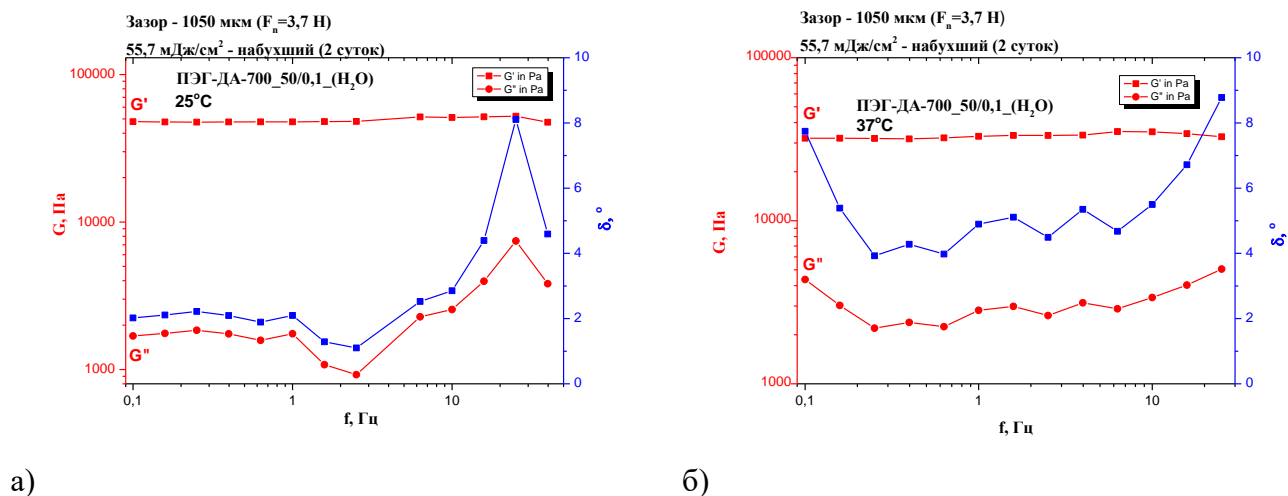 Зазор - 1050 мкм (Fn=3,7 Н)
55,7 мДж/см2 - набухший (2 суток)
ПЭГ-ДА-700_50/0,1_(H2O)
25°C
G' in Pa
G'' in Pa
G'
G''
100000
10000
1000
G, Па
10
8
6
4
2
0
δ, °
0,1
1
10
f, Гц
а)
Зазор - 1050 мкм (Fn=3,7 Н)
55,7 мДж/см2 - набухший (2 суток)
ПЭГ-ДА-700_50/0,1_(H2O)
37°C
G' in Pa
G'' in Pa
G'
G''
100000
10000
1000
G, Па
10
8
6
4
2
0
δ, °
0,1
1
10
f, Гц
б)